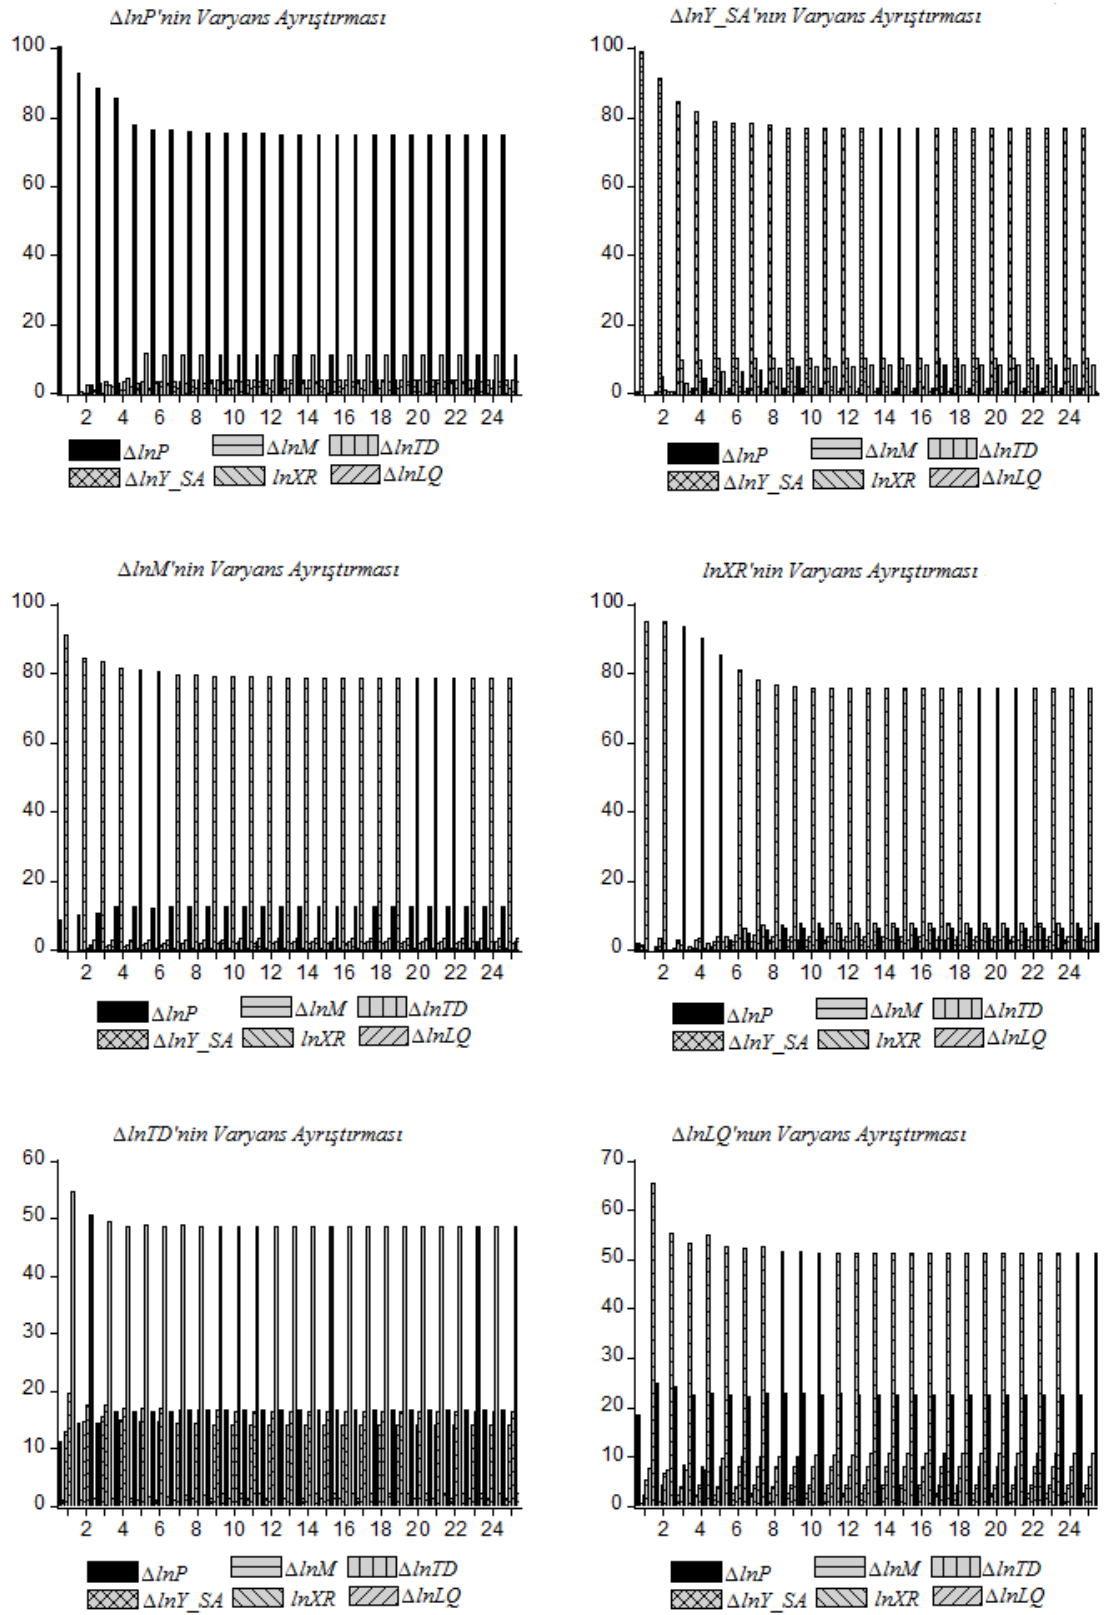 ΔlnP'nin Varyans Ayrıştırması
100
80
60
40
20
0
2 4 6 8 10 12 14 16 18 20 22 24
ΔlnP ΔlnM ΔlnTD
ΔlnY_SA lnXR ΔlnLQ
ΔlnY_SA'nın Varyans Ayrıştırması
100
80
60
40
20
0
2 4 6 8 10 12 14 16 18 20 22 24
ΔlnP ΔlnM ΔlnTD
ΔlnY_SA lnXR ΔlnLQ
ΔlnM'nin Varyans Ayrıştırması
100
80
60
40
20
0
2 4 6 8 10 12 14 16 18 20 22 24
ΔlnP ΔlnM ΔlnTD
ΔlnY_SA lnXR ΔlnLQ
lnXR'nin Varyans Ayrıştırması
100
80
60
40
20
0
2 4 6 8 10 12 14 16 18 20 22 24
ΔlnP ΔlnM ΔlnTD
ΔlnY_SA lnXR ΔlnLQ
ΔlnTD'nin Varyans Ayrıştırması
60
50
40
30
20
10
0
2 4 6 8 10 12 14 16 18 20 22 24
ΔlnP ΔlnM ΔlnTD
ΔlnY_SA lnXR ΔlnLQ
ΔlnLQ'nun Varyans Ayrıştırması
70
60
50
40
30
20
10
0
2 4 6 8 10 12 14 16 18 20 22 24
ΔlnP ΔlnM ΔlnTD
ΔlnY_SA lnXR ΔlnLQ